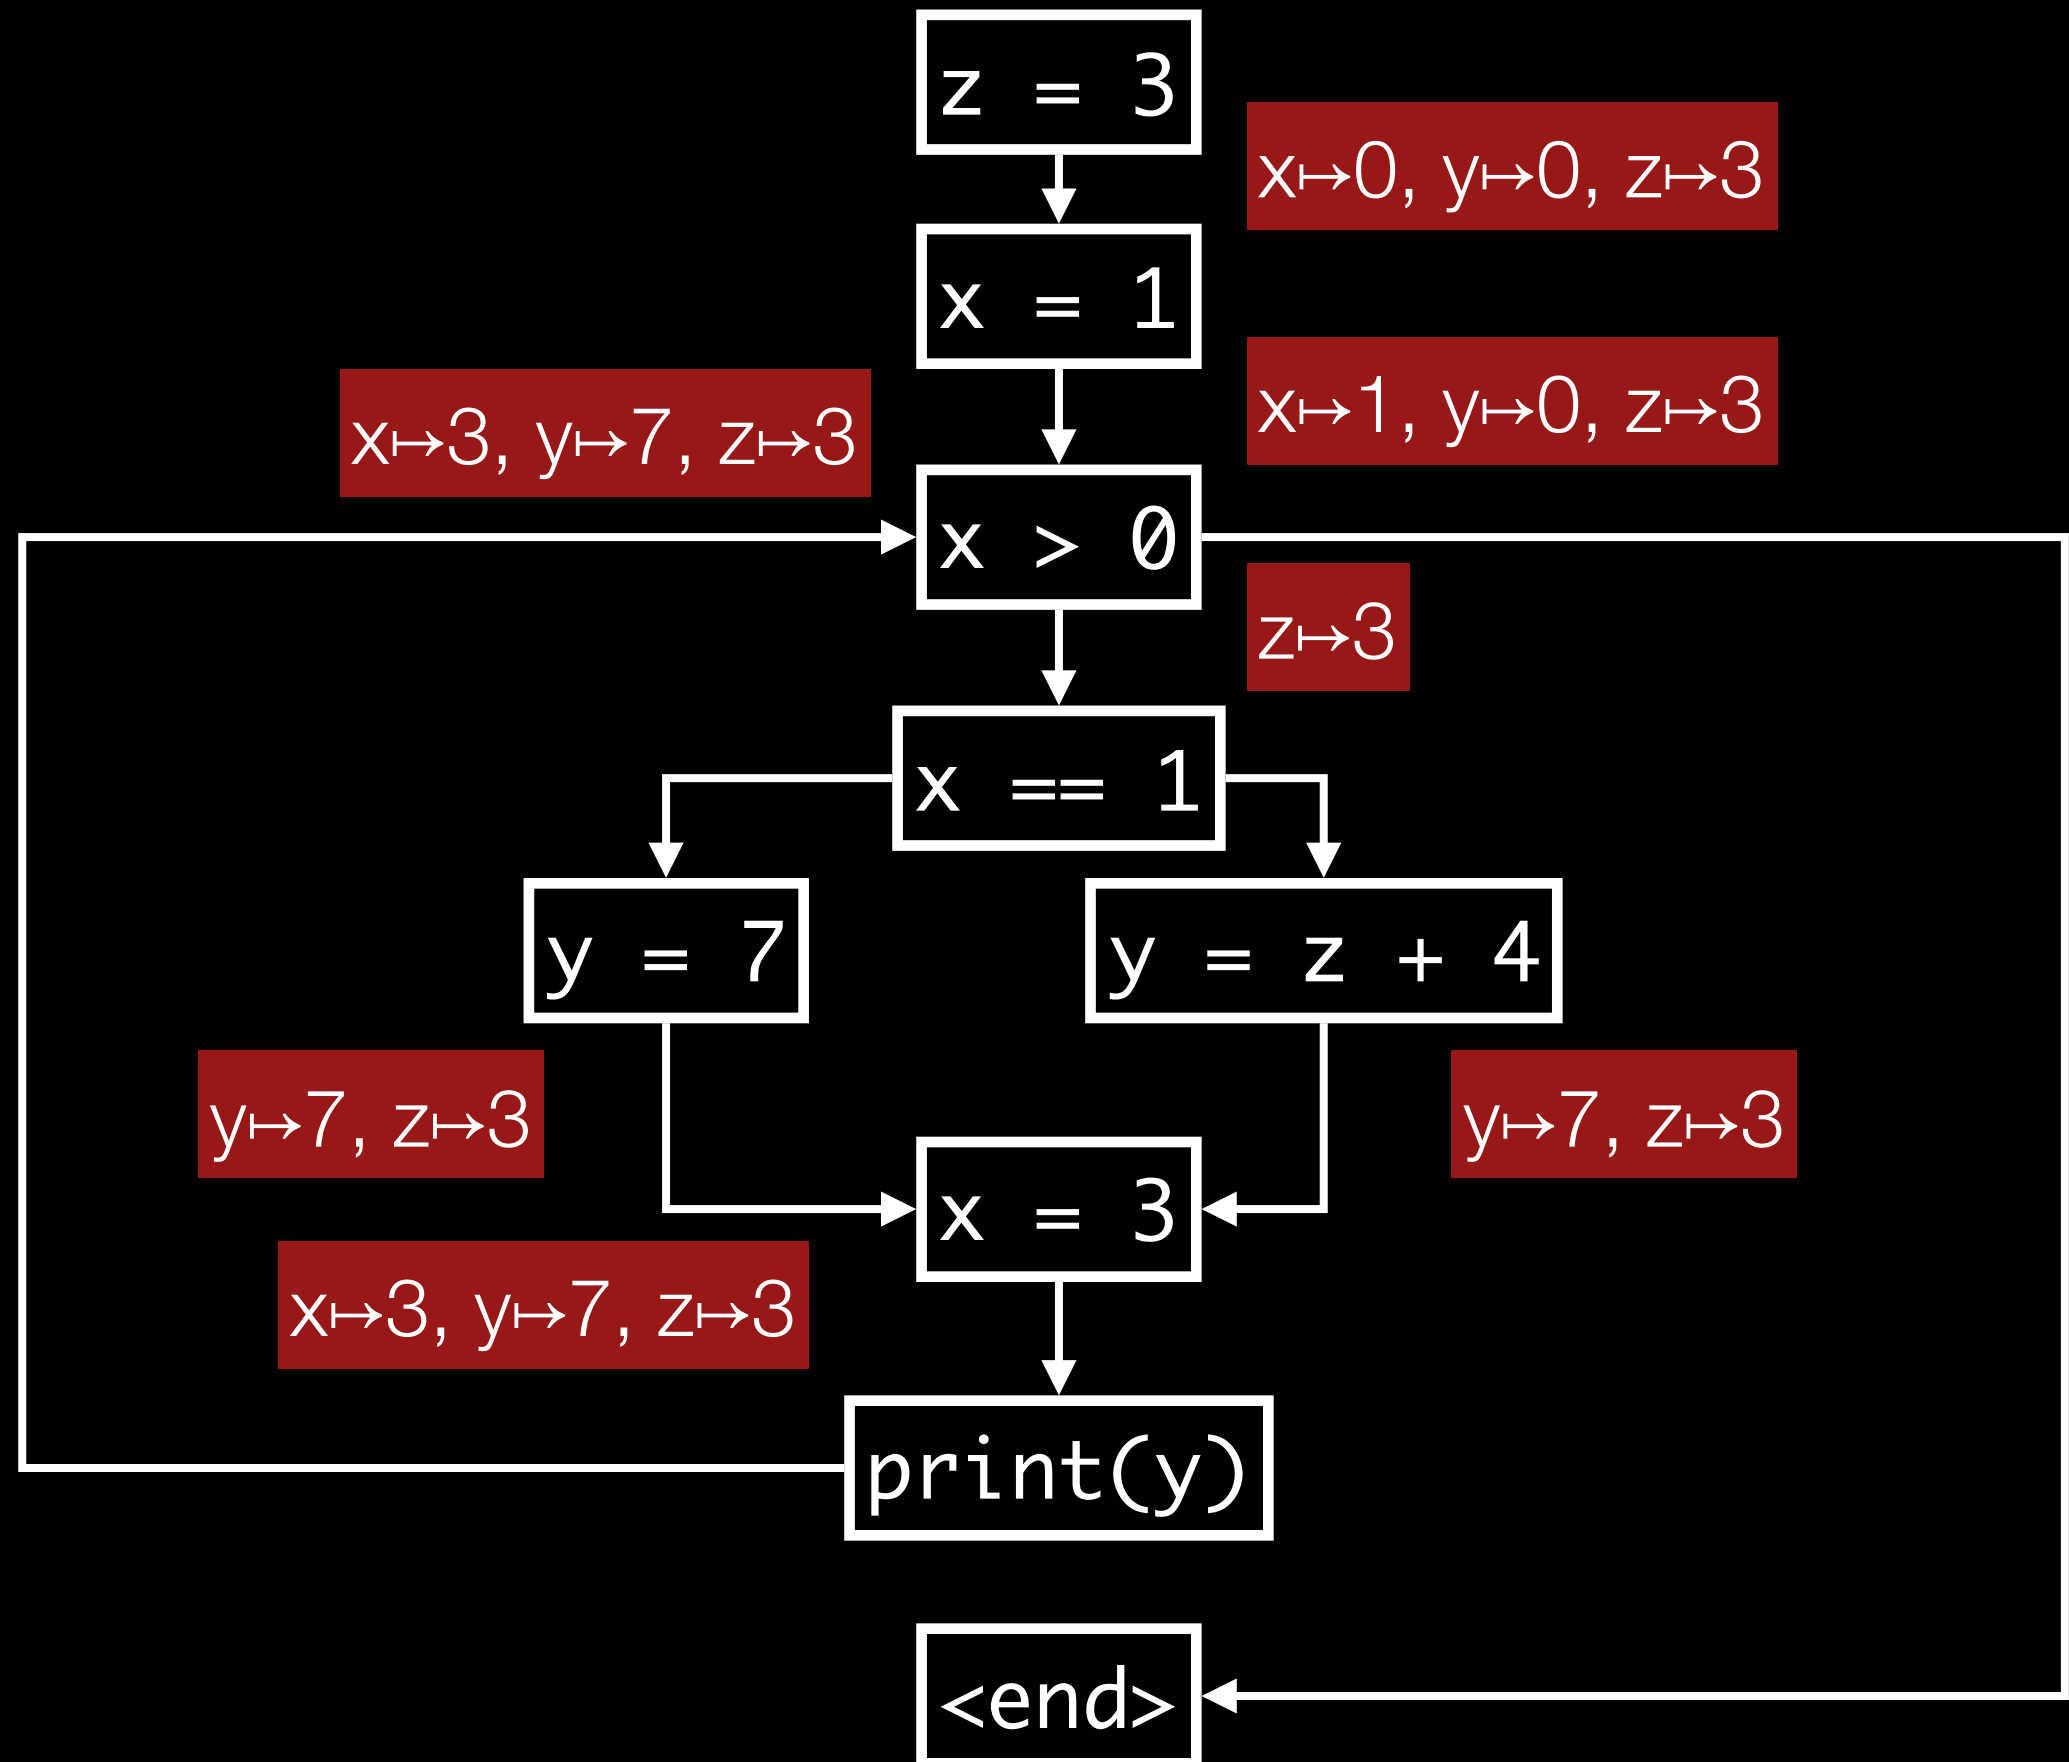 z = 3
x↦0, y↦0, z↦3
x = 1
x↦1, y↦0, z↦3
x↦3, y↦7, z↦3
x > 0
z↦3
x == 1
y = 7
y = z + 4
y↦7, z↦3
y↦7, z↦3
x = 3
x↦3, y↦7, z↦3
print(y)
<end>